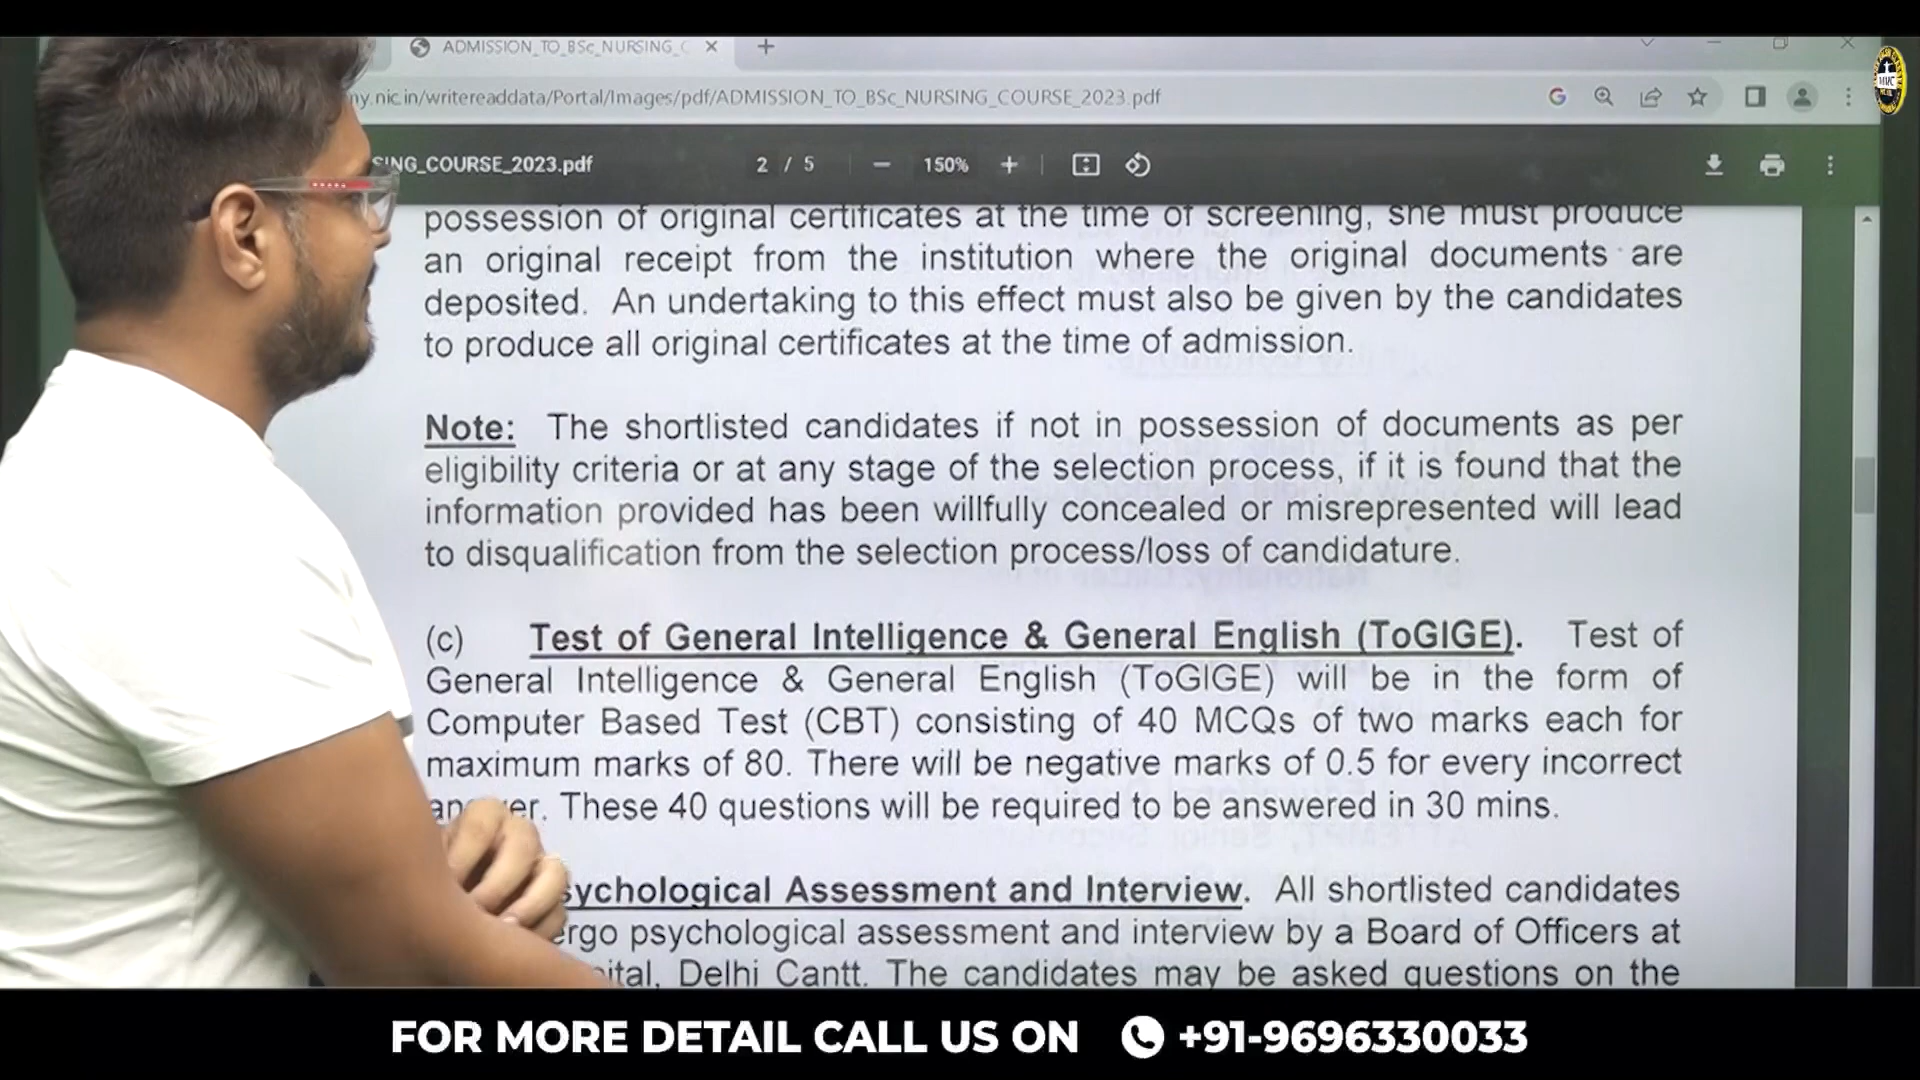 ADMISSION_TO_BSc_NURSING_C
ny.nic.in/writereaddata/Portal/Images/pdf/ADMISSION_TO_BSc_NURSING_COURSE_2023.pdf
SING_COURSE_2023.pdf 2 / 5 150%
possession of original certificates at the time of screening, she must produce
an original receipt from the institution where the original documents are
deposited. An undertaking to this effect must also be given by the candidates
to produce all original certificates at the time of admission.
Note: The shortlisted candidates if not in possession of documents as per
eligibility criteria or at any stage of the selection process, if it is found that the
information provided has been willfully concealed or misrepresented will lead
to disqualification from the selection process/loss of candidature.
(c) Test of General Intelligence & General English (ToGIGE). Test of
General Intelligence & General English (ToGIGE) will be in the form of
Computer Based Test (CBT) consisting of 40 MCQs of two marks each for
maximum marks of 80. There will be negative marks of 0.5 for every incorrect
er. These 40 questions will be required to be answered in 30 mins.
sychological Assessment and Interview. All shortlisted candidates
ergo psychological assessment and interview by a Board of Officers at
ital, Delhi Cantt. The candidates may be asked questions on the
FOR MORE DETAIL CALL US ON +91-9696330033